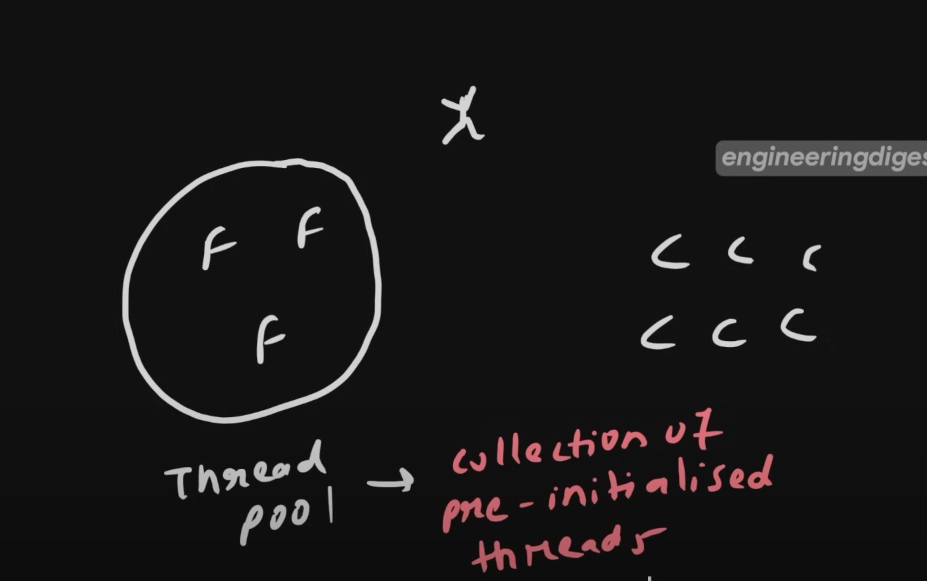 engineeringdiges
F F
C C C
F
C C C
Thread
pool
→
collection of
pre-initialised
threads